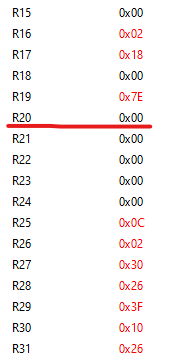 R15 0x00
R16 0x02
R17 0x18
R18 0x00
R19 0x7E
R20 0x00
R21 0x00
R22 0x00
R23 0x00
R24 0x00
R25 0x0C
R26 0x02
R27 0x30
R28 0x26
R29 0x3F
R30 0x10
R31 0x26